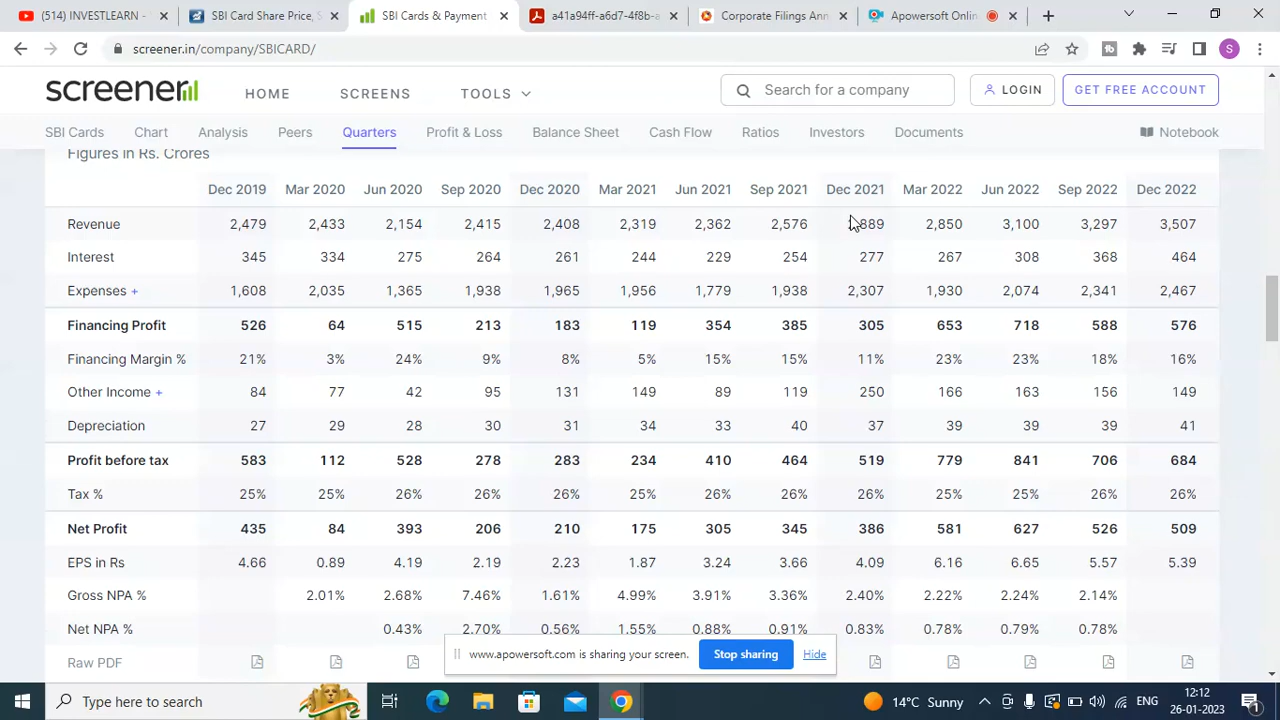 (514) INVESTLEARN -
SBI Card Share Price, S
SBI Cards & Payment
a41a94ff-a6d7-4f8b-a
Corporate Filings Ann
Apowersoft Onlin
screener.in/company/SBICARD/
S
screener
HOME
SCREENS
TOOLS
Search for a company
LOGIN
GET FREE ACCOUNT
SBI Cards Chart Analysis Peers Quarters Profit & Loss Balance Sheet Cash Flow Ratios Investors Documents Notebook
Figures in Rs. Crores
Dec 2019 Mar 2020 Jun 2020 Sep 2020 Dec 2020 Mar 2021 Jun 2021 Sep 2021 Dec 2021 Mar 2022 Jun 2022 Sep 2022 Dec 2022
Revenue 2,479 2,433 2,154 2,415 2,408 2,319 2,362 2,576 2,889 2,850 3,100 3,297 3,507
Interest 345 334 275 264 261 244 229 254 277 267 308 368 464
Expenses + 1,608 2,035 1,365 1,938 1,965 1,956 1,779 1,938 2,307 1,930 2,074 2,341 2,467
Financing Profit 526 64 515 213 183 119 354 385 305 653 718 588 576
Financing Margin % 21% 3% 24% 9% 8% 5% 15% 15% 11% 23% 23% 18% 16%
Other Income + 84 77 42 95 131 149 89 119 250 166 163 156 149
Depreciation 27 29 28 30 31 34 33 40 37 39 39 39 41
Profit before tax 583 112 528 278 283 234 410 464 519 779 841 706 684
Tax % 25% 25% 26% 26% 26% 26% 26% 26% 26% 25% 25% 26% 26%
Net Profit 435 84 393 206 210 175 305 345 386 581 627 526 509
EPS in Rs 4.66 0.89 4.19 2.19 2.23 1.87 3.24 3.66 4.09 6.16 6.65 5.57 5.39
Gross NPA % 2.01% 2.68% 7.46% 1.61% 4.99% 3.91% 3.36% 2.40% 2.22% 2.24% 2.14%
Net NPA % 0.43% 2.70% 0.56% 1.55% 0.88% 0.91% 0.83% 0.78% 0.79% 0.78%
Raw PDF
www.apowersoft.com is sharing your screen.
Stop sharing
Hide
Type here to search
14°C Sunny
ENG
12:12
26-01-2023
1